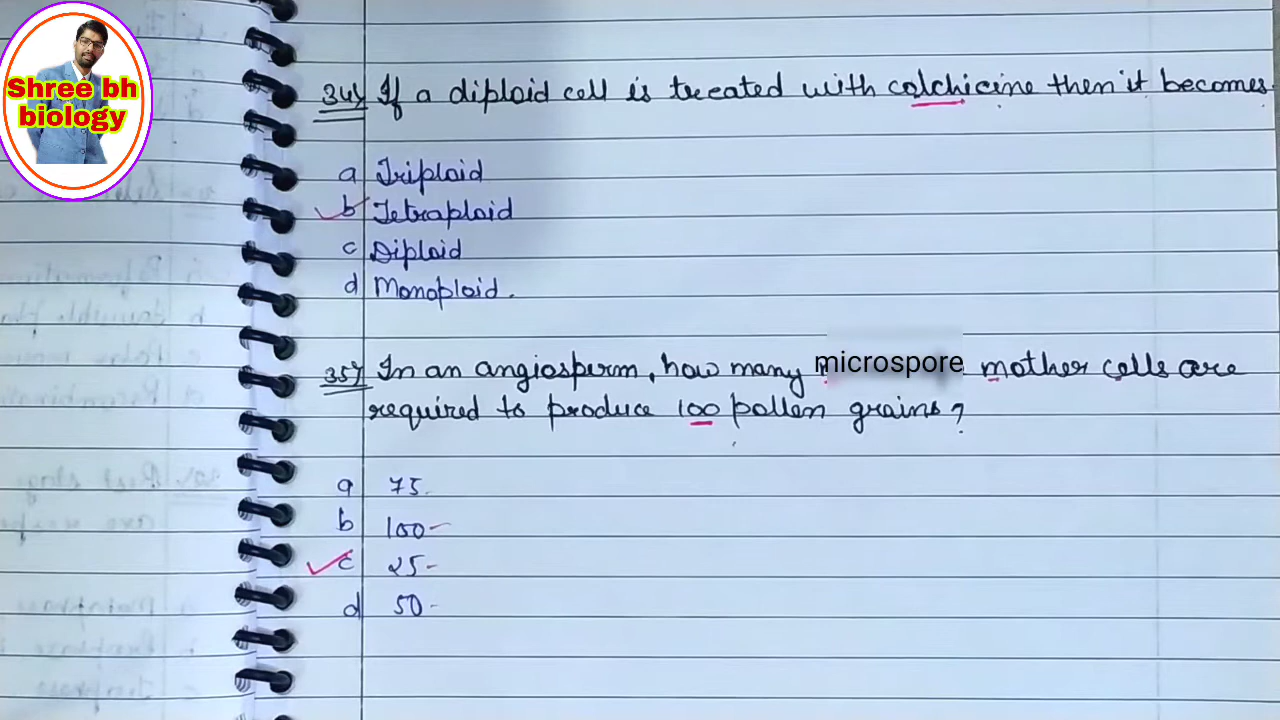 Shree bh
biology
34) If a diploid cell is treated with colchicine then it becomes.
a Triploid
b Tetraploid
c Diploid
d Monoploid.
35) In an angiosperm, how many microspore mother cells are
required to produce 100 pollen grains?
a 75.
b 100-
c 25-
d 50-